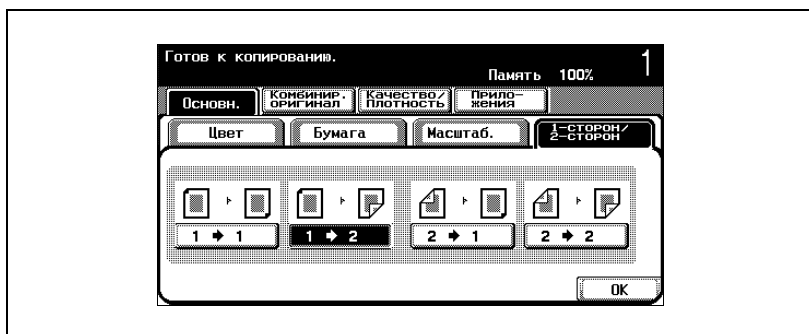 Готов к копированию.
Память 100% 1
Основн. Комбинир. оригинал Качество/ плотность Прило- жения
Цвет Бумага Масштаб. 1-сторон/ 2-сторон
1 → 1 1 → 2 2 → 1 2 → 2
OK